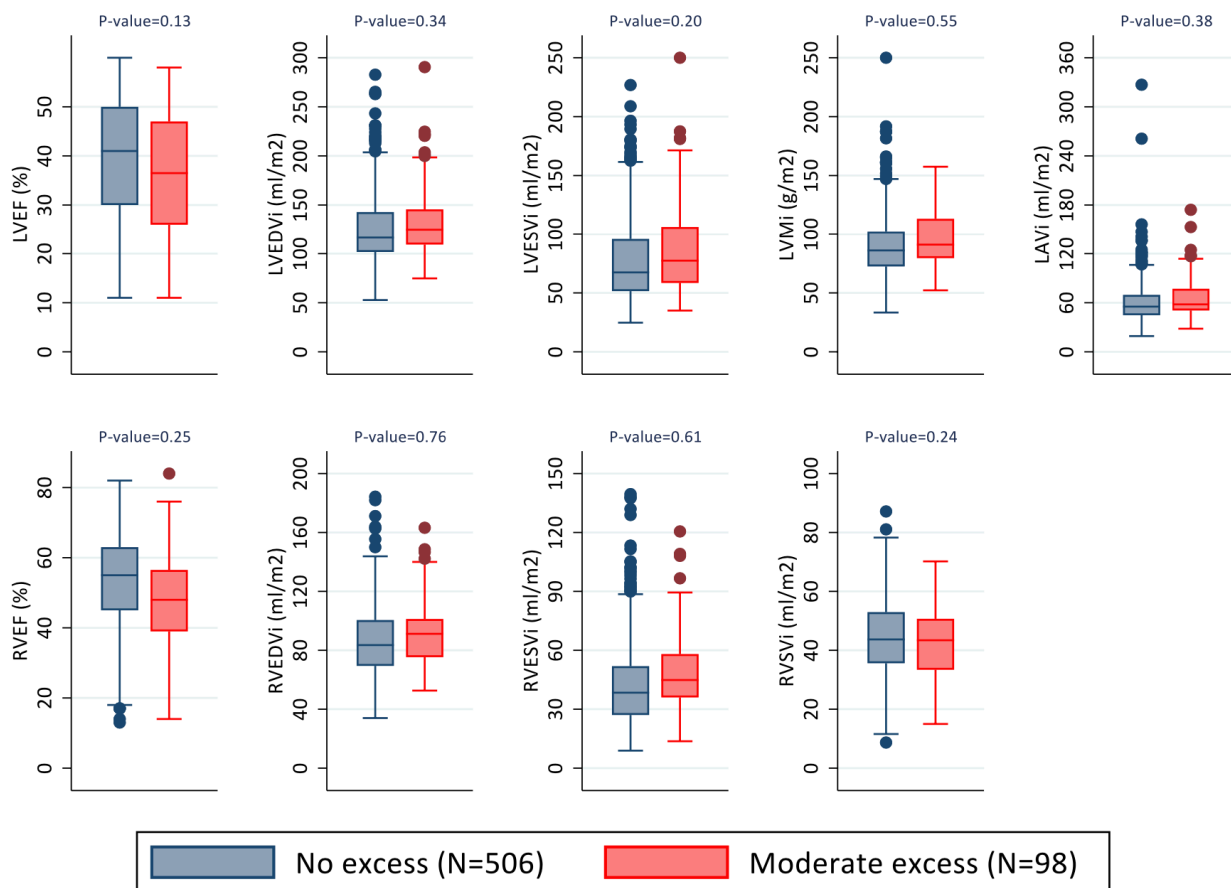 P-value=0.13
P-value=0.34
P-value=0.20
P-value=0.55
P-value=0.38
LVEF (%)
0
10
20
30
40
50
LVEDVi (ml/m2)
0
50
100
150
200
250
300
LVESVi (ml/m2)
0
50
100
150
200
250
LVMi (g/m2)
0
50
100
150
200
250
LAVi (ml/m2)
0
60
120
180
240
300
360
P-value=0.25
P-value=0.76
P-value=0.61
P-value=0.24
RVEF (%)
0
20
40
60
80
RVEDVi (ml/m2)
0
40
80
120
160
200
RVESVi (ml/m2)
0
30
60
90
120
150
RVSVi (ml/m2)
0
20
40
60
80
100
No excess (N=506)
Moderate excess (N=98)